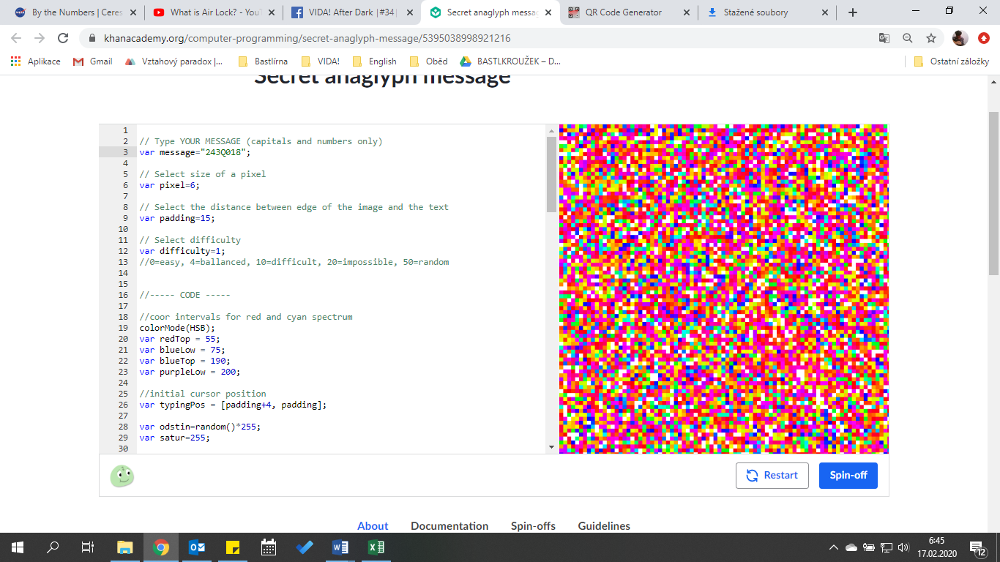 By the Numbers | Ceres
What is Air Lock? - YouT
VIDA! After Dark |#34|
Secret anaglyph messag
QR Code Generator
Stažené soubory
khanacademy.org/computer-programming/secret-anaglyph-message/5395038998921216
Aplikace
Gmail
Vztahový paradox |...
Bastlírna
VIDA!
English
Oběd
BASTLKROUŽEK – D...
Ostatní záložky
Secret anaglyph message
1
2 // Type YOUR MESSAGE (capitals and numbers only)
3 var message="243Q018";
4
5 // Select size of a pixel
6 var pixel=6;
7
8 // Select the distance between edge of the image and the text
9 var padding=15;
10
11 // Select difficulty
12 var difficulty=1;
13 //0=easy, 4=ballanced, 10=difficult, 20=impossible, 50=random
14
15
16 //----- CODE -----
17
18 //coor intervals for red and cyan spectrum
19 colorMode(HSB);
20 var redTop = 55;
21 var blueLow = 75;
22 var blueTop = 190;
23 var purpleLow = 200;
24
25 //initial cursor position
26 var typingPos = [padding+4, padding];
27
28 var odstin=random()*255;
29 var satur=255;
30
Restart
Spin-off
About
Documentation
Spin-offs
Guidelines
6:45
17.02.2020
12